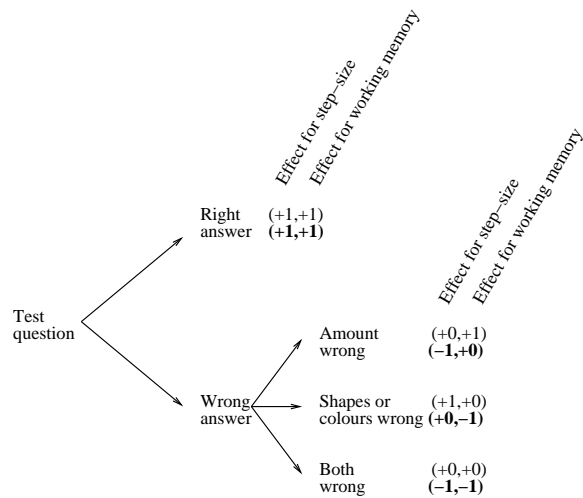 Effect for step-size
Effect for working memory
Right (+1,+1)
answer (+1,+1)
Effect for step-size
Effect for working memory
Test
question
Amount (+0,+1)
wrong (−1,+0)
Wrong
answer
Shapes or (+1,+0)
colours wrong (+0,−1)
Both (+0,+0)
wrong (−1,−1)